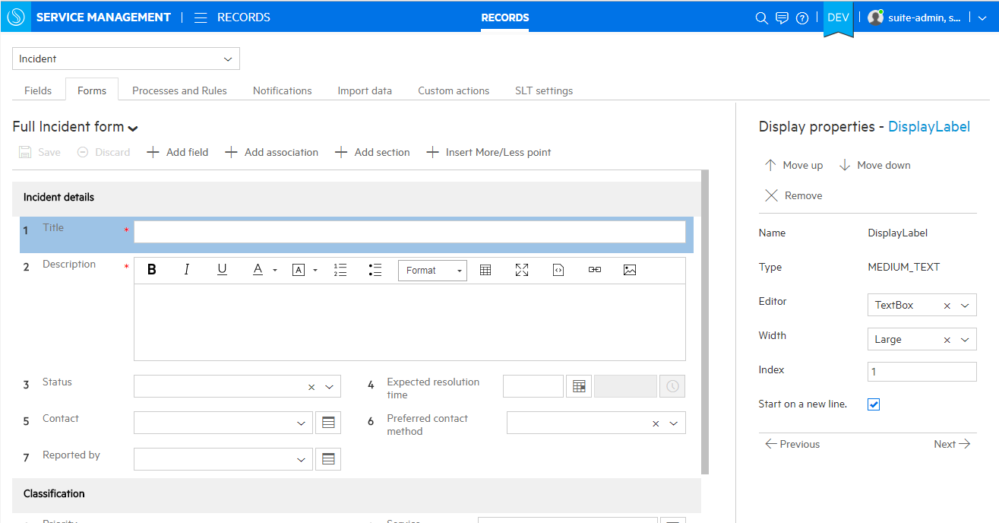 SERVICE MANAGEMENT
RECORDS
RECORDS
DEV
suite-admin, s...
Incident
Fields
Forms
Processes and Rules
Notifications
Import data
Custom actions
SLT settings
Full Incident form
Save
Discard
Add field
Add association
Add section
Insert More/Less point
Incident details
1 Title *
2 Description *
B I U A A Format
3 Status
4 Expected resolution
time
5 Contact
6 Preferred contact
method
7 Reported by
Classification
Priority
Service
Display properties - DisplayLabel
Move up
Move down
Remove
Name DisplayLabel
Type MEDIUM_TEXT
Editor TextBox
Width Large
Index 1
Start on a new line.
Previous
Next